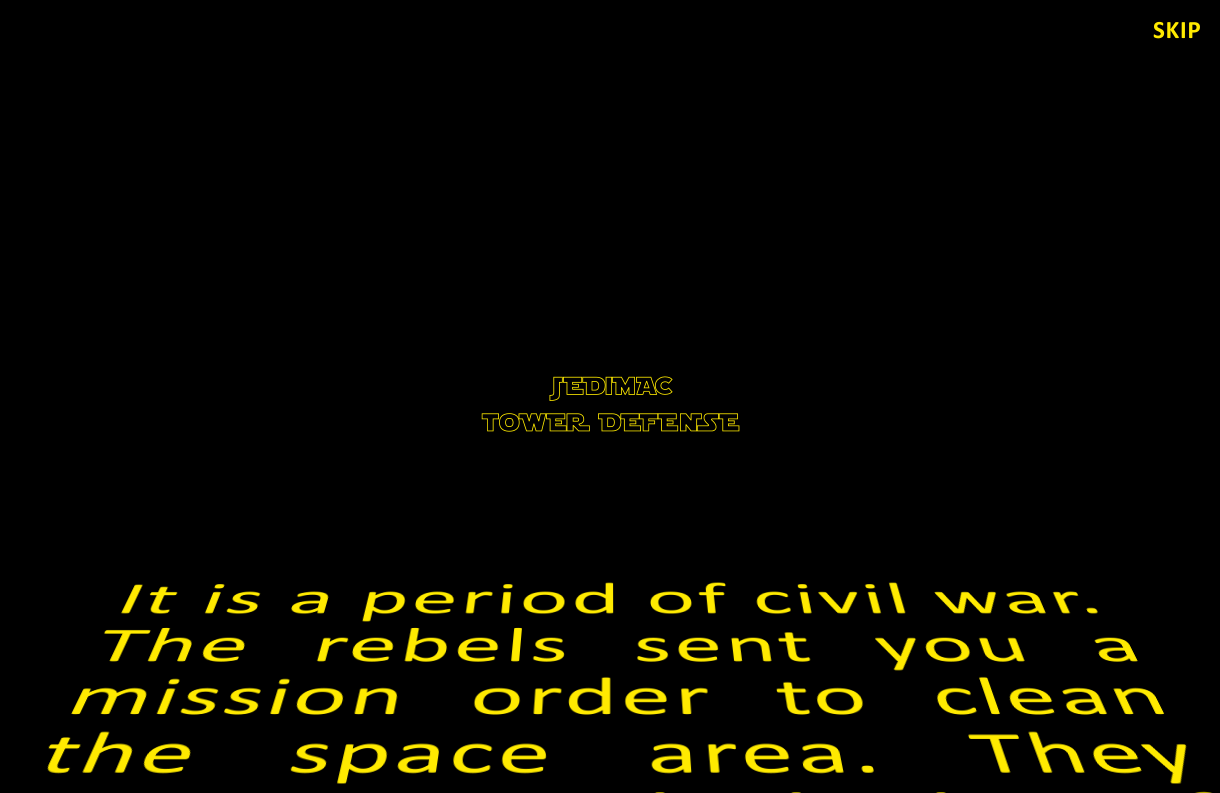 SKIP
JEDIMAC
TOWER DEFENSE
It is a period of civil war.
The rebels sent you a
mission order to clean
the space area. They